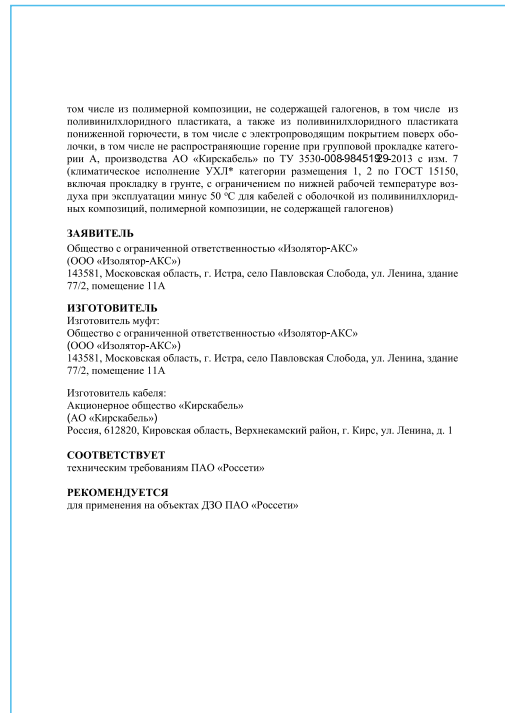 том числе из полимерной композиции, не содержащей галогенов, в том числе из
поливинилхлоридного пластиката, а также из поливинилхлоридного пластиката
пониженной горючести, в том числе с электропроводящим покрытием поверх обо-
лочки, в том числе не распространяющие горение при групповой прокладке катего-
рии А, производства АО «Кирскабель» по ТУ 3530-008-98451929-2013 с изм. 7
(климатическое исполнение УХЛ* категории размещения 1, 2 по ГОСТ 15150,
включая прокладку в грунте, с ограничением по нижней рабочей температуре воз-
духа при эксплуатации минус 50 °С для кабелей с оболочкой из поливинилхлорид-
ных композиций, полимерной композиции, не содержащей галогенов)
ЗАЯВИТЕЛЬ
Общество с ограниченной ответственностью «Изолятор-АКС»
(ООО «Изолятор-АКС»)
143581, Московская область, г. Истра, село Павловская Слобода, ул. Ленина, здание
77/2, помещение 11А
ИЗГОТОВИТЕЛЬ
Изготовитель муфт:
Общество с ограниченной ответственностью «Изолятор-АКС»
(ООО «Изолятор-АКС»)
143581, Московская область, г. Истра, село Павловская Слобода, ул. Ленина, здание
77/2, помещение 11А
Изготовитель кабеля:
Акционерное общество «Кирскабель»
(АО «Кирскабель»)
Россия, 612820, Кировская область, Верхнекамский район, г. Кирс, ул. Ленина, д. 1
СООТВЕТСТВУЕТ
техническим требованиям ПАО «Россети»
РЕКОМЕНДУЕТСЯ
для применения на объектах ДЗО ПАО «Россети»